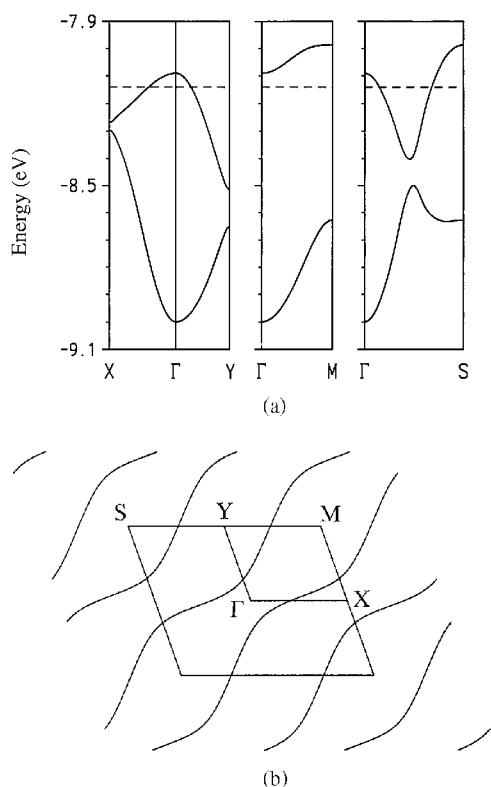 -7.9
Energy (eV)
-8.5
-9.1
X Γ Y Γ M Γ S
(a)
S Y M
Γ X
(b)